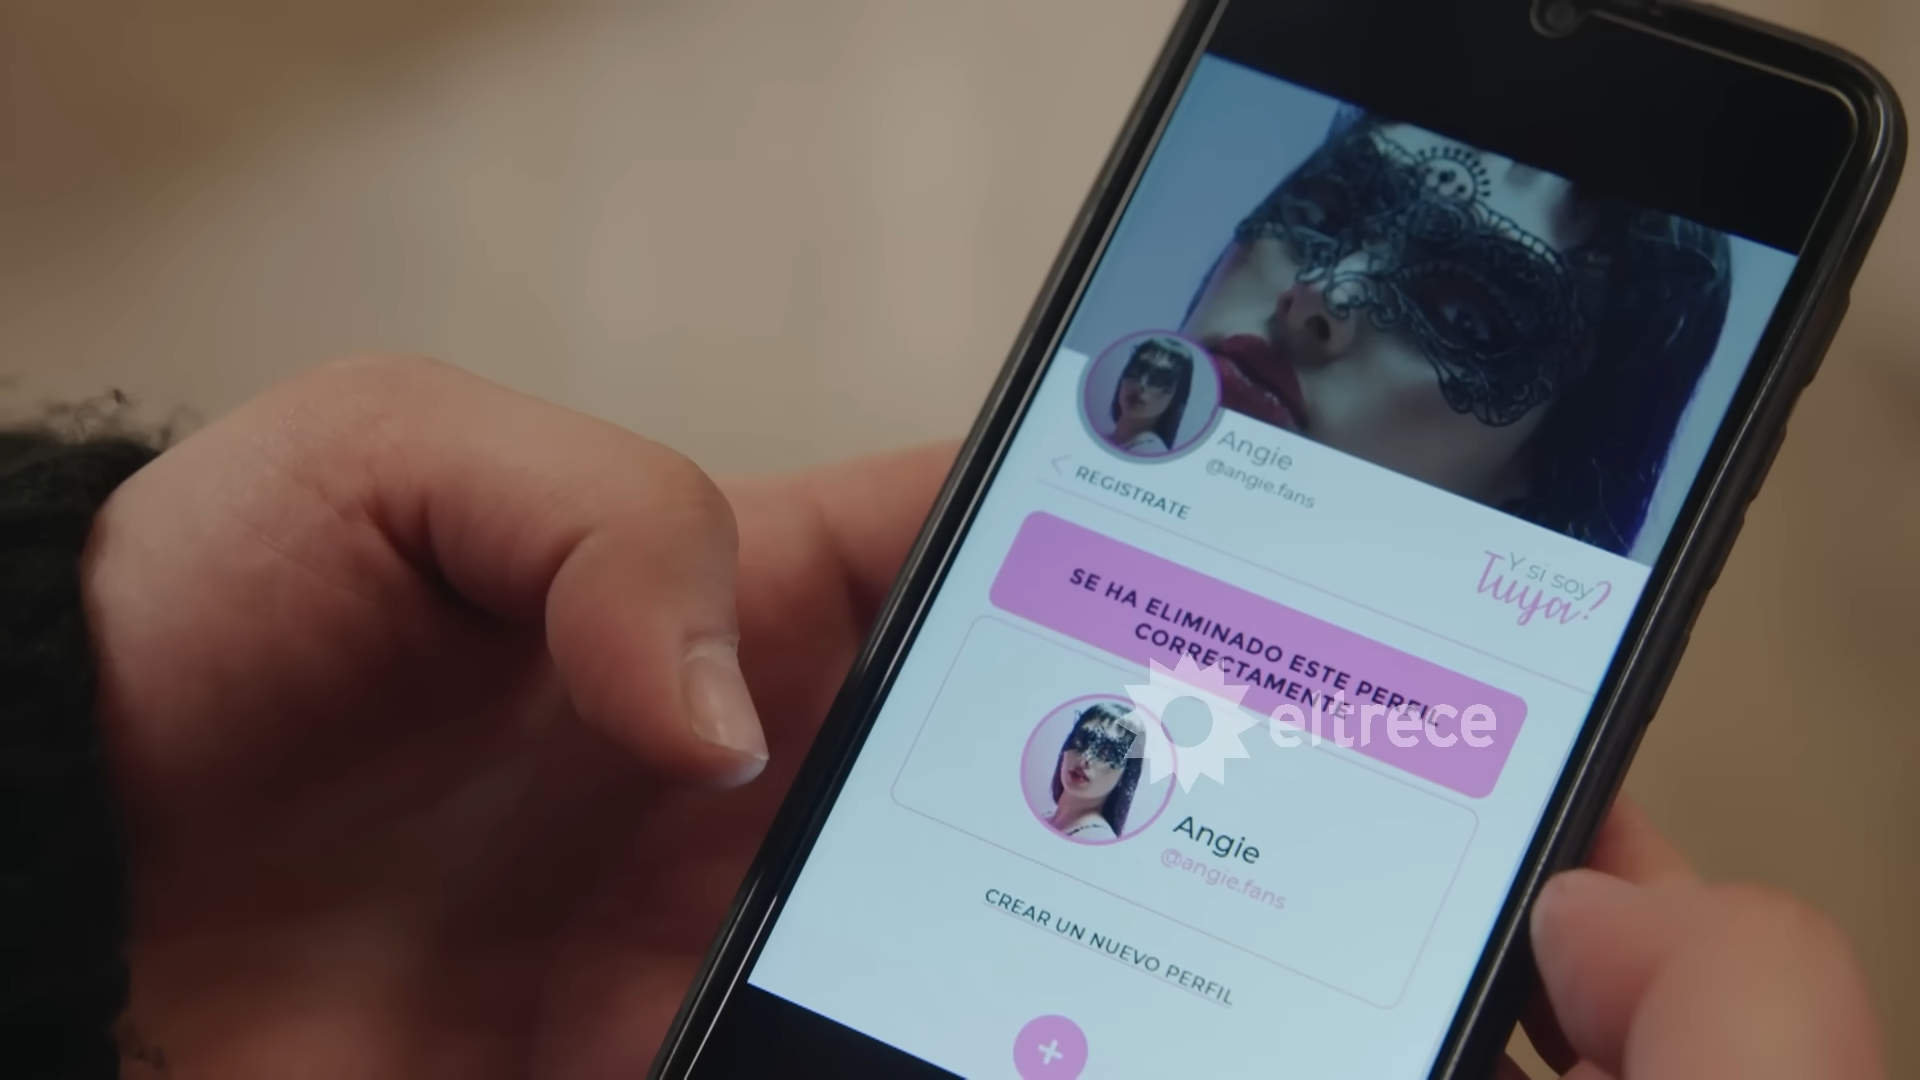 Angie
@angie.fans
REGISTRATE
Y si soy
Tuya?
SE HA ELIMINADO ESTE PERFIL
CORRECTAMENTE
eltrece
Angie
@angie.fans
CREAR UN NUEVO PERFIL
+